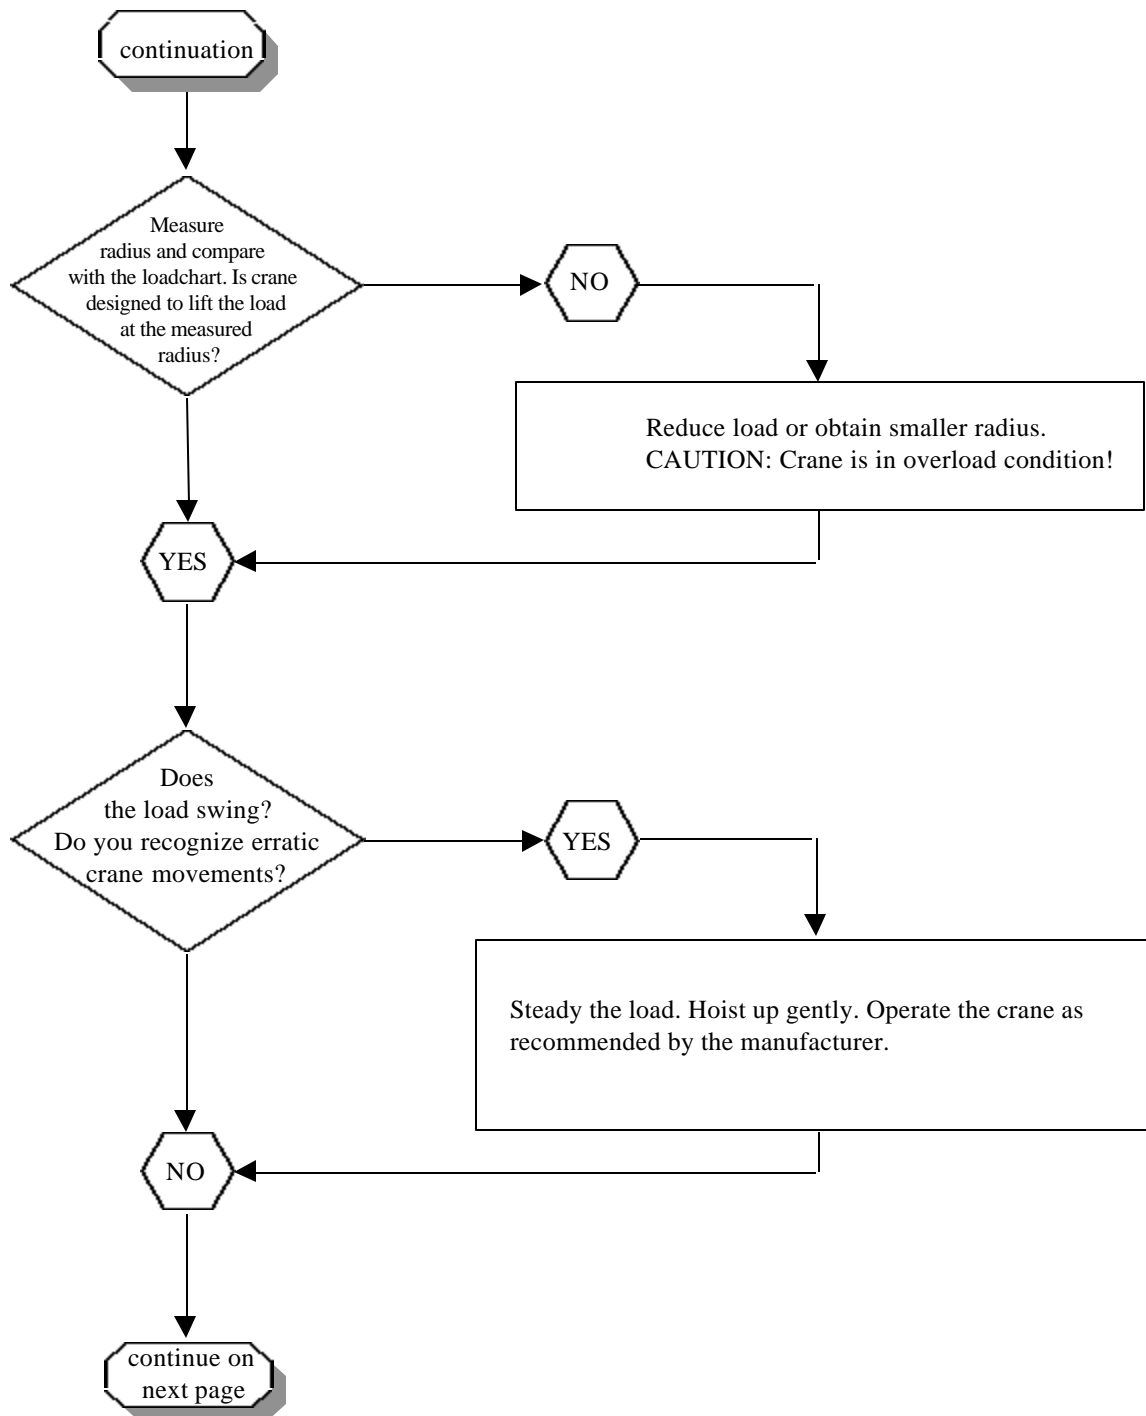 continuation
Measure
radius and compare
with the loadchart. Is crane
designed to lift the load
at the measured
radius?
NO
Reduce load or obtain smaller radius.
CAUTION: Crane is in overload condition!
YES
Does
the load swing?
Do you recognize erratic
crane movements?
YES
Steady the load. Hoist up gently. Operate the crane as
recommended by the manufacturer.
NO
continue on
next page